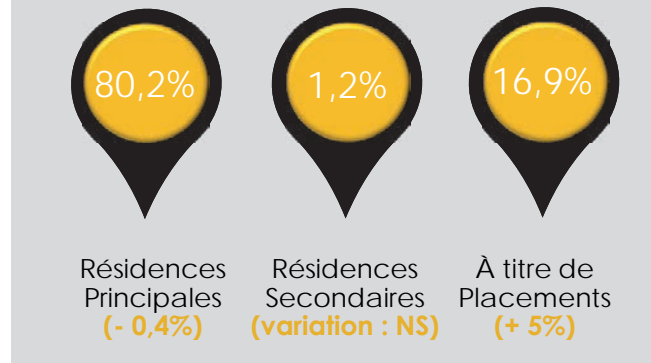 80,2%
1,2%
16,9%
Résidences
Principales
(- 0,4%)
Résidences
Secondaires
(variation : NS)
À titre de
Placements
(+ 5%)